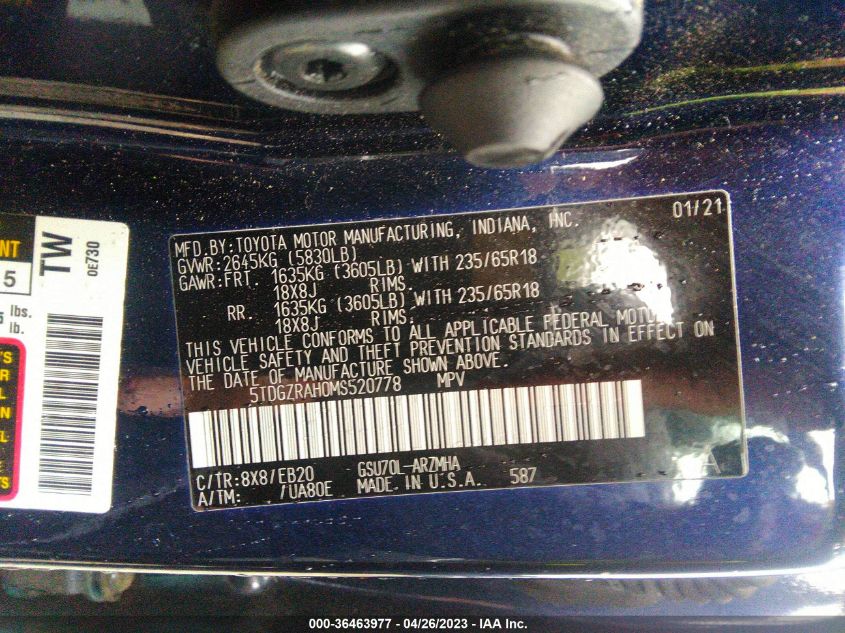 MFD. BY: TOYOTA MOTOR MANUFACTURING, INDIANA, INC. 01/21
GVWR: 2645KG (5830LB)
GAWR: FRT. 1635KG (3605LB) WITH 235/65R18
18X8J RIMS.
RR. 1635KG (3605LB) WITH 235/65R18
18X8J RIMS.
THIS VEHICLE CONFORMS TO ALL APPLICABLE FEDERAL MOTOR
VEHICLE SAFETY AND THEFT PREVENTION STANDARDS IN EFFECT ON
THE DATE OF MANUFACTURE SHOWN ABOVE.
5TDGZRAH0MS520778 MPV
C/TR: 8X8/EB20 GSU70L-ARZMHA
A/TM: /UA80E MADE IN U.S.A. 587
A
TW
0E730
5
lbs.
lb.
000-36463977 - 04/26/2023 - IAA Inc.